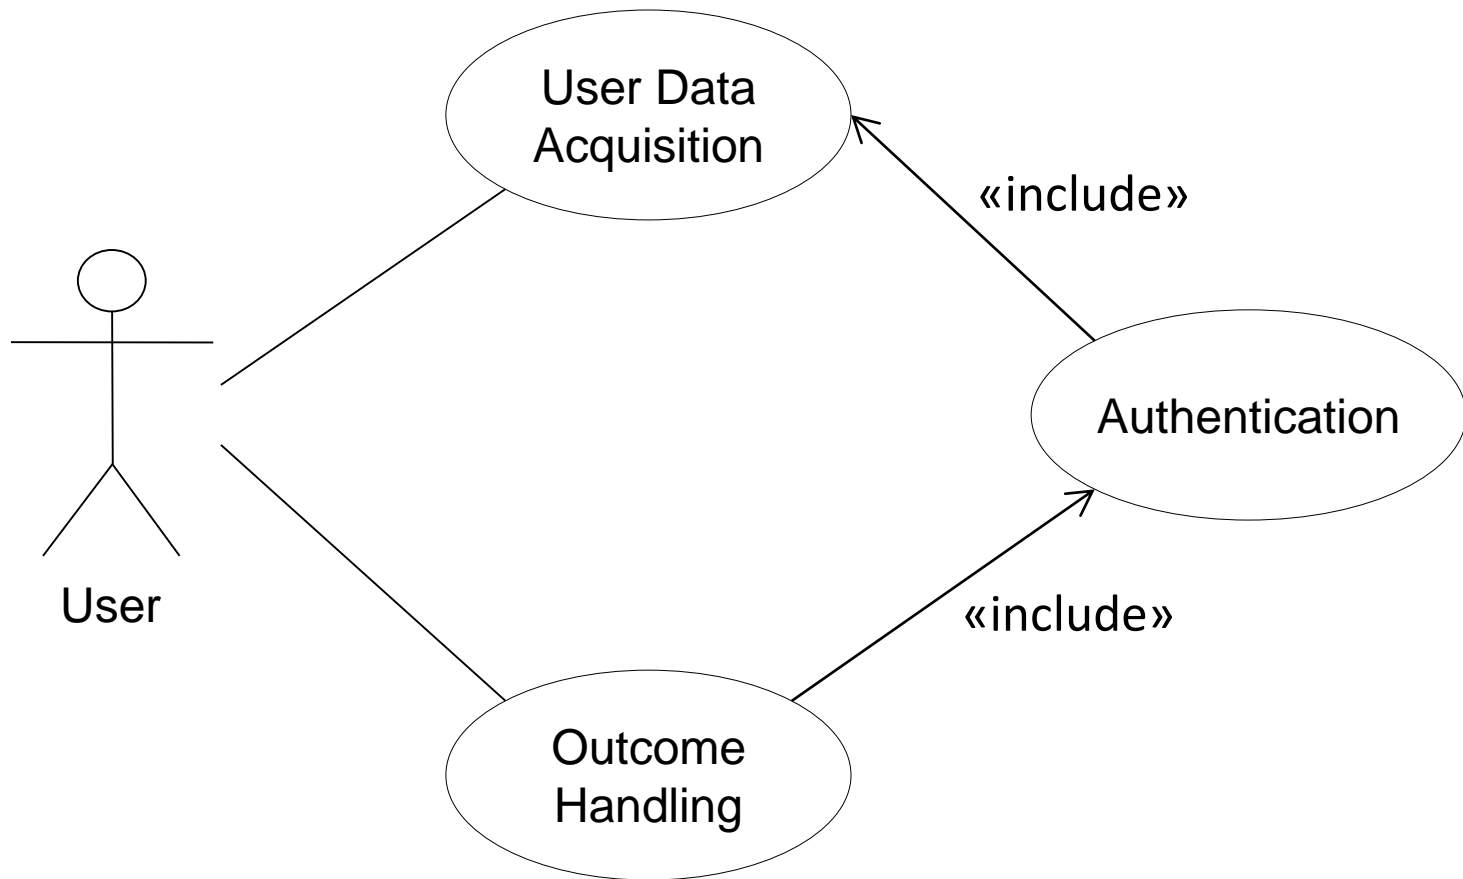 User Data
Acquisition
«include»
Authentication
User
«include»
Outcome
Handling